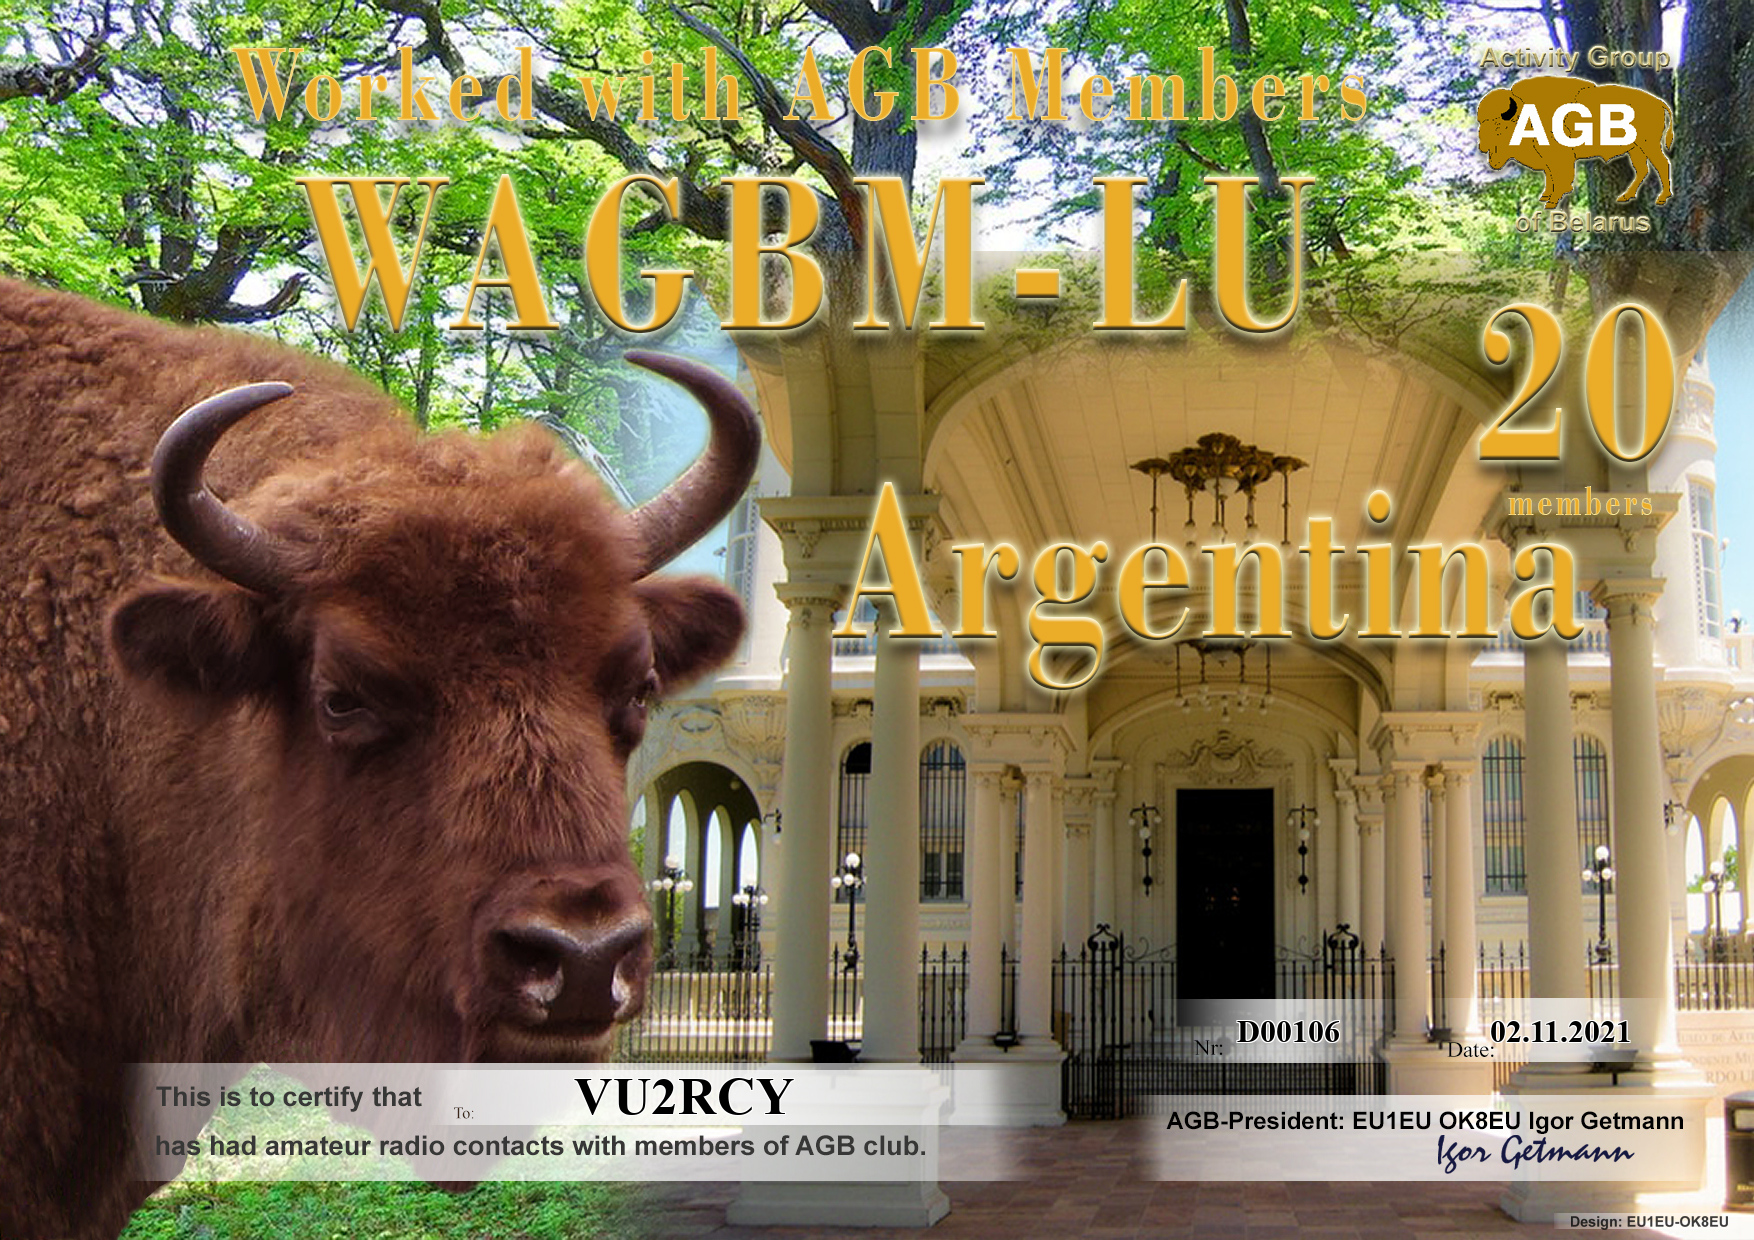 Worked with AGB Members
Activity Group
AGB
of Belarus
WAGBM-LU
20
members
Argentina
Nr: D00106
Date: 02.11.2021
This is to certify that
To: VU2RCY
has had amateur radio contacts with members of AGB club.
AGB-President: EU1EU OK8EU Igor Getmann
Igor Getmann
Design: EU1EU-OK8EU